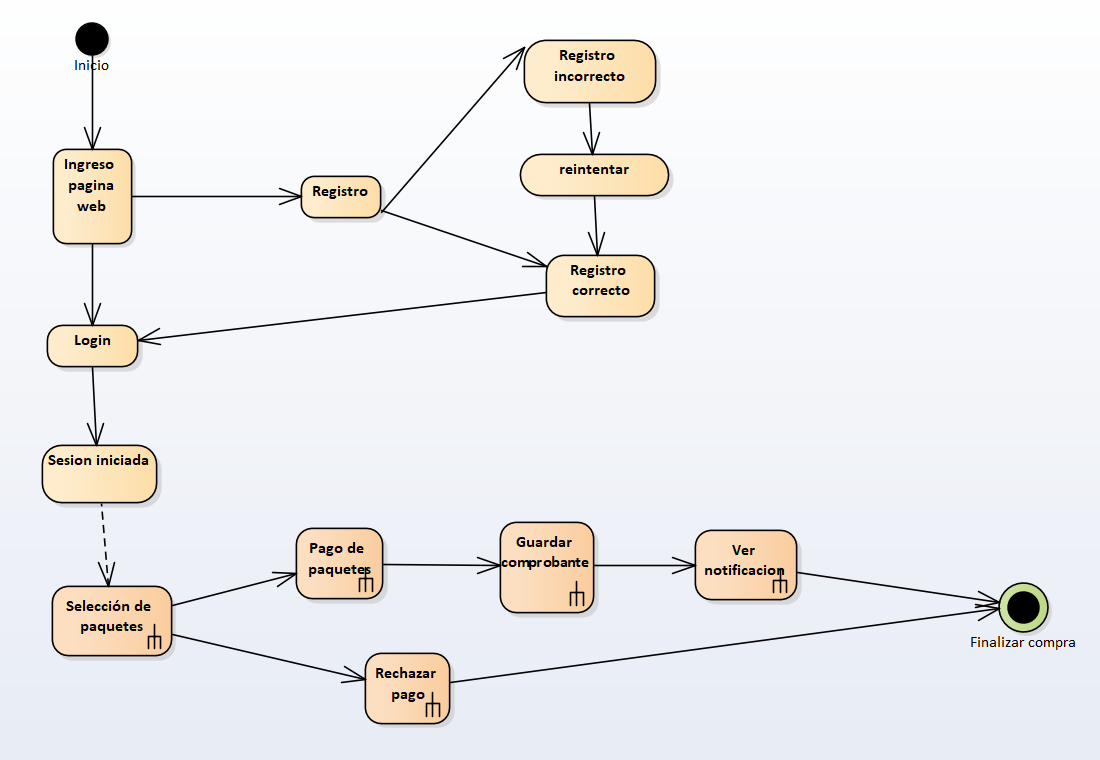 Inicio
Ingreso
pagina
web
Registro
Registro
incorrecto
reintentar
Registro
correcto
Login
Sesion iniciada
Selección de
paquetes
Pago de
paquetes
Guardar
comprobante
Ver
notificacion
Rechazar
pago
Finalizar compra